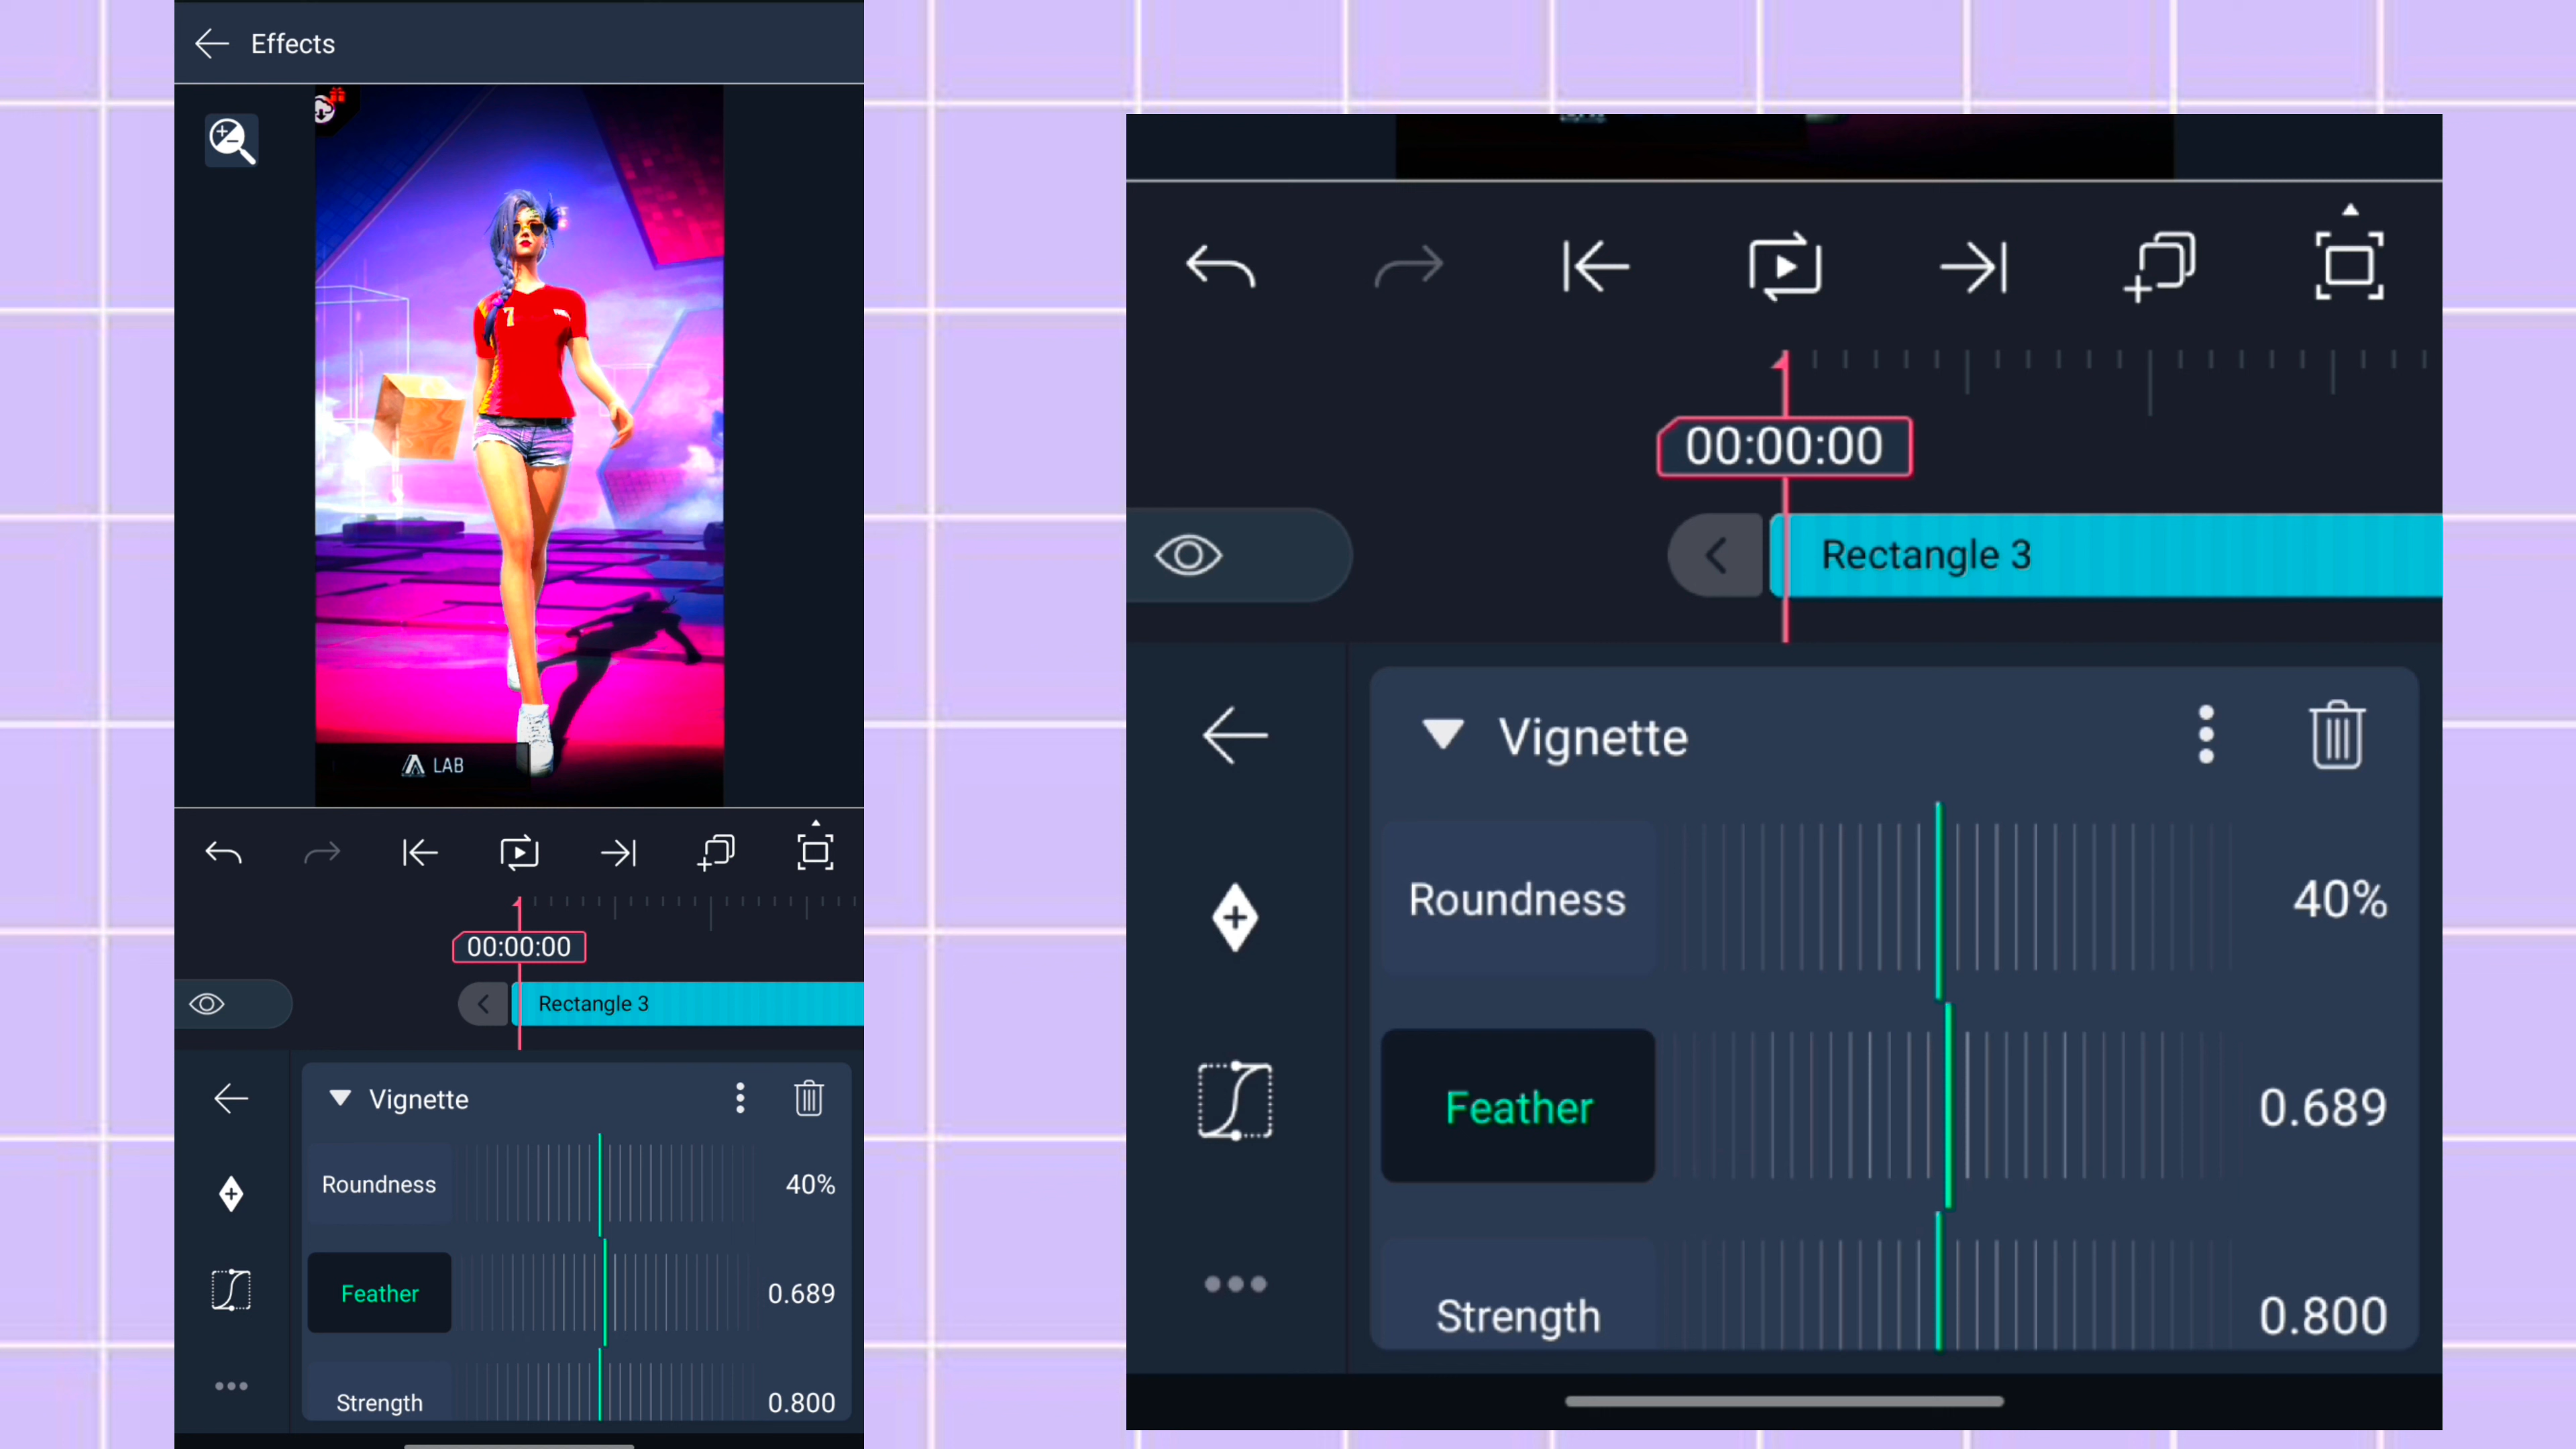 Effects
7
LAB
00:00:00
Rectangle 3
Vignette
Roundness 40%
Feather 0.689
Strength 0.800
00:00:00
Rectangle 3
Vignette
Roundness 40%
Feather 0.689
Strength 0.800